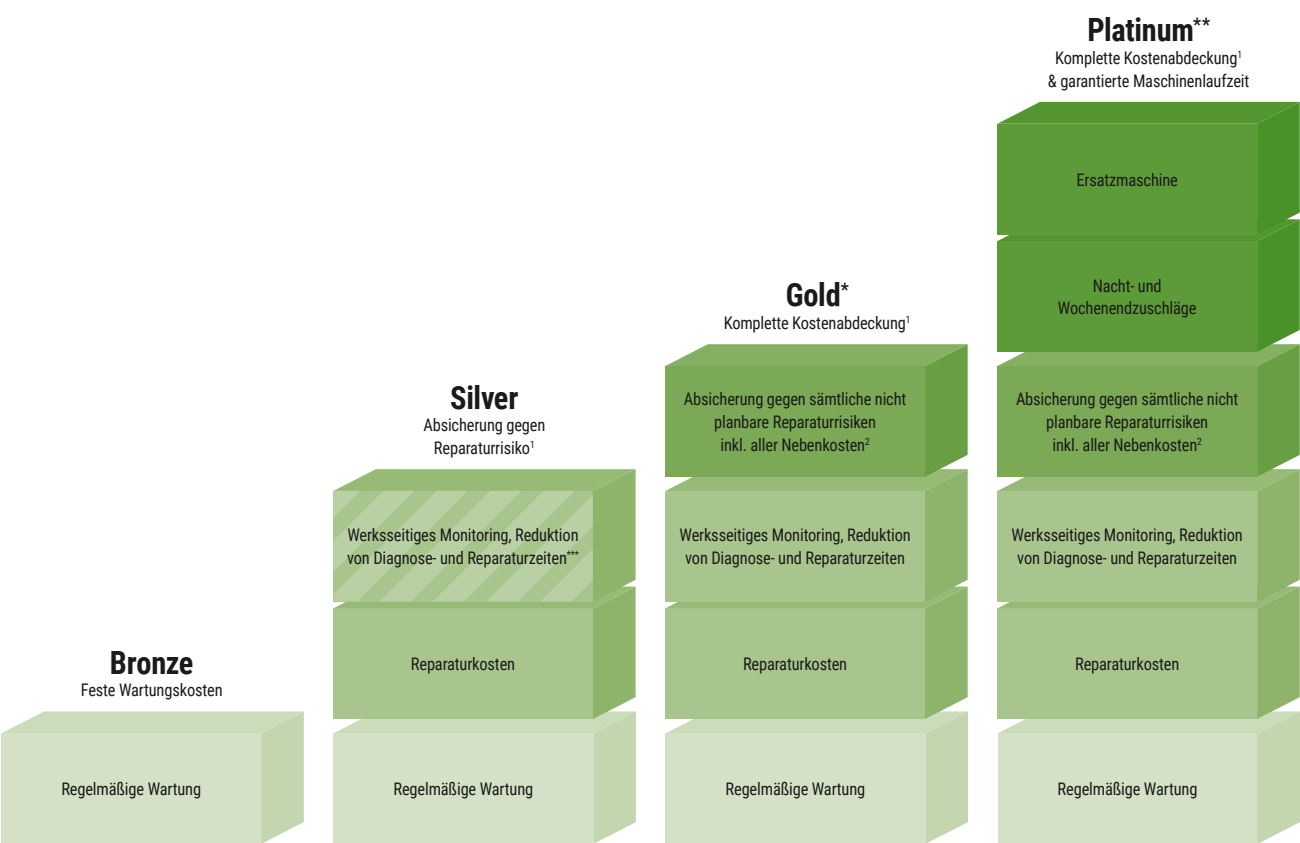 Platinum**
Komplette Kostenabdeckung¹
& garantierte Maschinenlaufzeit
Ersatzmaschine
Nacht- und
Wochenendzuschläge
Absicherung gegen sämtliche nicht
planbare Reparaturrisiken
inkl. aller Nebenkosten²
Werksseitiges Monitoring, Reduktion
von Diagnose- und Reparaturzeiten
Reparaturkosten
Regelmäßige Wartung
Gold*
Komplette Kostenabdeckung¹
Absicherung gegen sämtliche nicht
planbare Reparaturrisiken
inkl. aller Nebenkosten²
Werksseitiges Monitoring, Reduktion
von Diagnose- und Reparaturzeiten
Reparaturkosten
Regelmäßige Wartung
Silver
Absicherung gegen
Reparaturrisiko¹
Werksseitiges Monitoring, Reduktion
von Diagnose- und Reparaturzeiten***
Reparaturkosten
Regelmäßige Wartung
Bronze
Feste Wartungskosten
Regelmäßige Wartung